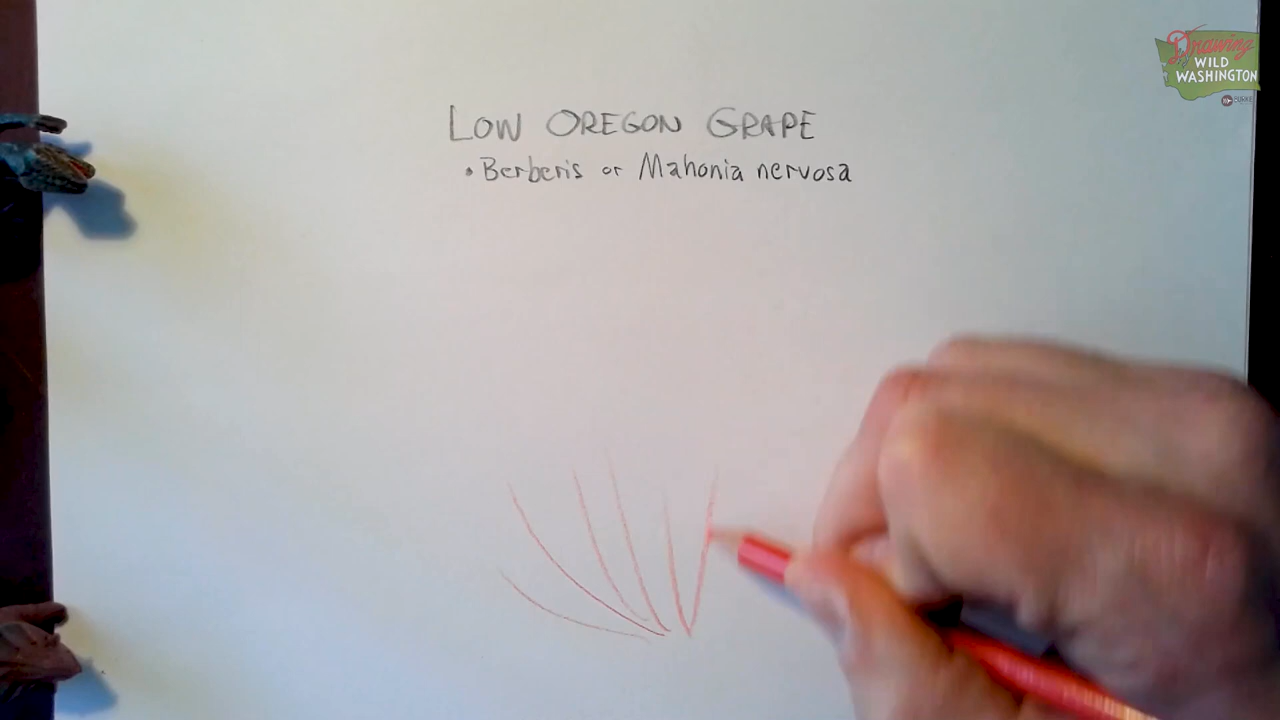 LOW OREGON GRAPE
• Berberis or Mahonia nervosa
Drawing
WILD
WASHINGTON